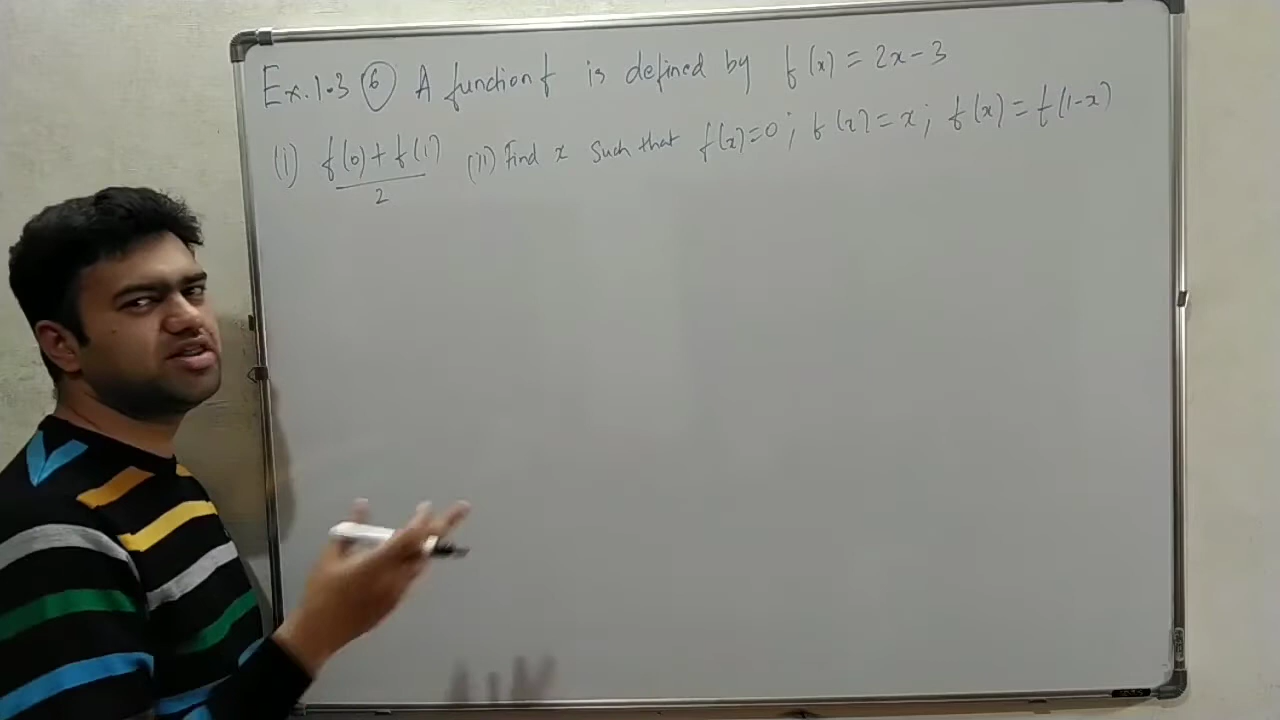 Ex.1.3 (6) A function f is defined by f(x) = 2x-3
(i) f(0)+f(1)/2 (ii) Find x such that f(x)=0; f(x)=x; f(x)=f(1-x)